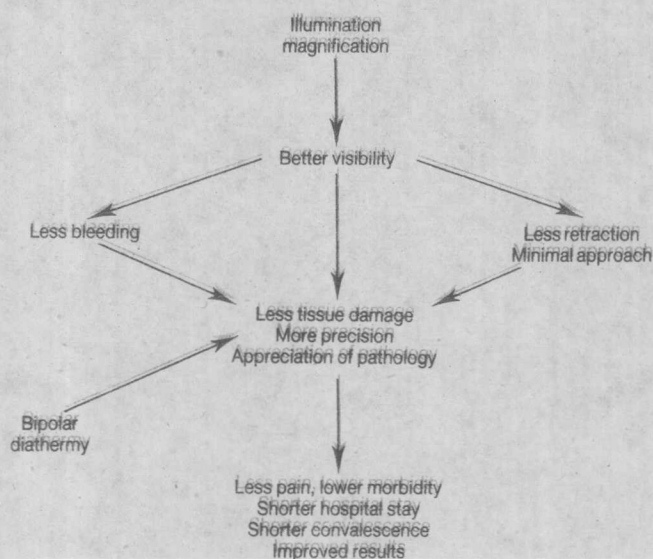 Illumination
magnification
Better visibility
Less bleeding
Less retraction
Minimal approach
Less tissue damage
More precision
Appreciation of pathology
Bipolar
diathermy
Less pain, lower morbidity
Shorter hospital stay
Shorter convalescence
Improved results